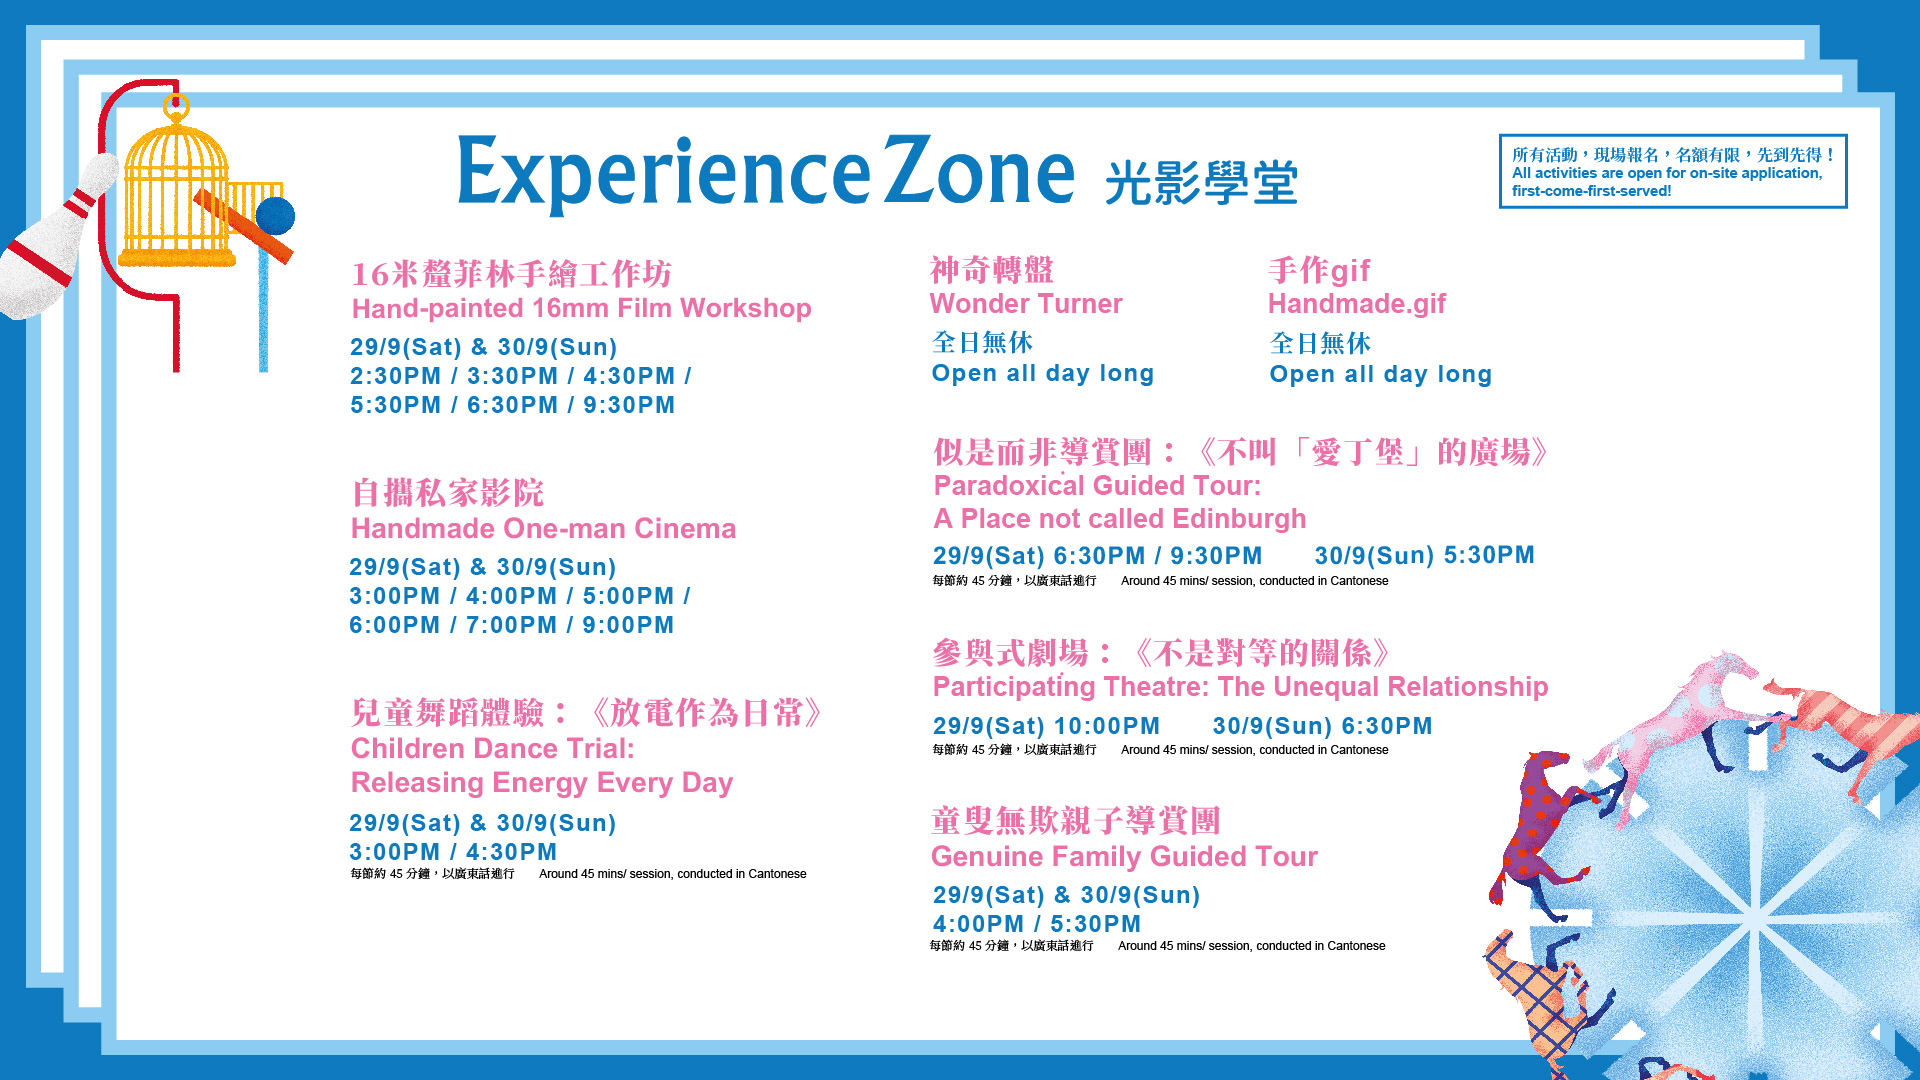 Experience Zone 光影學堂
所有活動，現場報名，名額有限，先到先得！
All activities are open for on-site application,
first-come-first-served!
16米釐菲林手繪工作坊
Hand-painted 16mm Film Workshop
29/9(Sat) & 30/9(Sun)
2:30PM / 3:30PM / 4:30PM /
5:30PM / 6:30PM / 9:30PM
自攜私家影院
Handmade One-man Cinema
29/9(Sat) & 30/9(Sun)
3:00PM / 4:00PM / 5:00PM /
6:00PM / 7:00PM / 9:00PM
兒童舞蹈體驗：《放電作為日常》
Children Dance Trial:
Releasing Energy Every Day
29/9(Sat) & 30/9(Sun)
3:00PM / 4:30PM
每節約 45 分鐘，以廣東話進行 Around 45 mins/ session, conducted in Cantonese
神奇轉盤
Wonder Turner
全日無休
Open all day long
手作gif
Handmade.gif
全日無休
Open all day long
似是而非導賞團：《不叫「愛丁堡」的廣場》
Paradoxical Guided Tour:
A Place not called Edinburgh
29/9(Sat) 6:30PM / 9:30PM 30/9(Sun) 5:30PM
每節約 45 分鐘，以廣東話進行 Around 45 mins/ session, conducted in Cantonese
參與式劇場：《不是對等的關係》
Participating Theatre: The Unequal Relationship
29/9(Sat) 10:00PM 30/9(Sun) 6:30PM
每節約 45 分鐘，以廣東話進行 Around 45 mins/ session, conducted in Cantonese
童叟無欺親子導賞團
Genuine Family Guided Tour
29/9(Sat) & 30/9(Sun)
4:00PM / 5:30PM
每節約 45 分鐘，以廣東話進行 Around 45 mins/ session, conducted in Cantonese